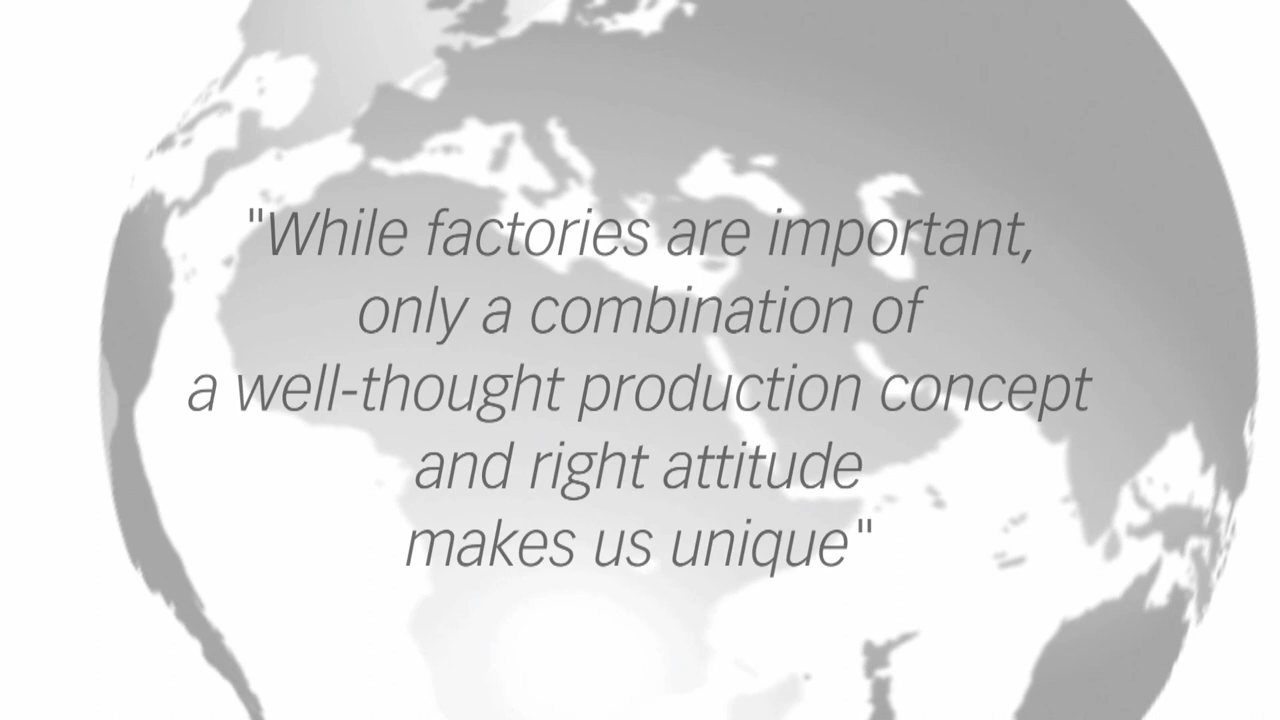 "While factories are important,
only a combination of
a well-thought production concept
and right attitude
makes us unique"